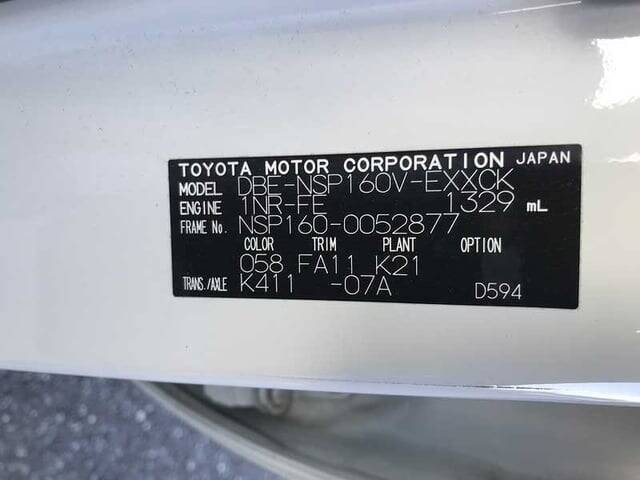 TOYOTA MOTOR CORPORATION JAPAN
MODEL DBE-NSP160V-EXXCK
ENGINE 1NR-FE 1329 mL
FRAME No. NSP160-0052877
COLOR TRIM PLANT OPTION
058 FA11 K21
TRANS./AXLE K411 -07A D594